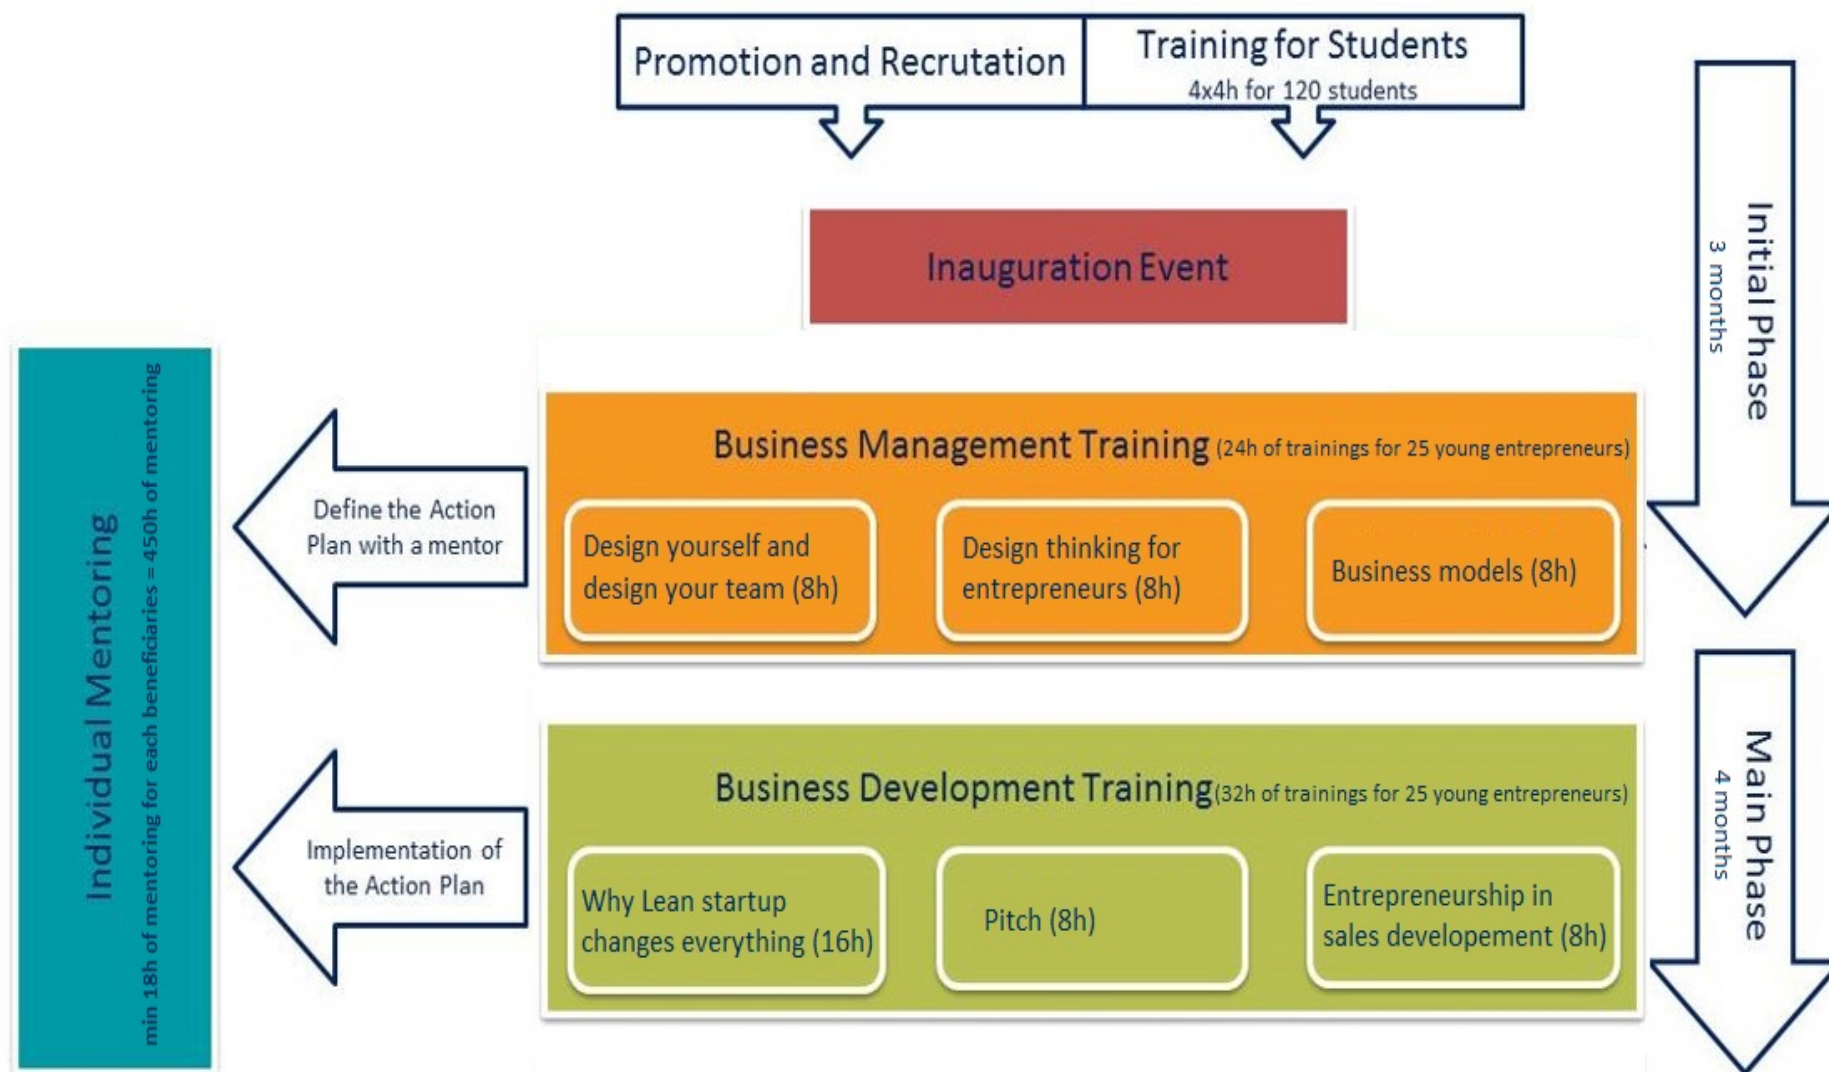 Promotion and Recrutation
Training for Students
4x4h for 120 students
Inauguration Event
Initial Phase
3 months
Business Management Training (24h of trainings for 25 young entrepreneurs)
Define the Action
Plan with a mentor
Design yourself and
design your team (8h)
Design thinking for
entrepreneurs (8h)
Business models (8h)
Individual Mentoring
min 18h of mentoring for each beneficiaries = 450h of mentoring
Business Development Training(32h of trainings for 25 young entrepreneurs)
Implementation of
the Action Plan
Why Lean startup
changes everything (16h)
Pitch (8h)
Entrepreneurship in
sales developement (8h)
Main Phase
4 months